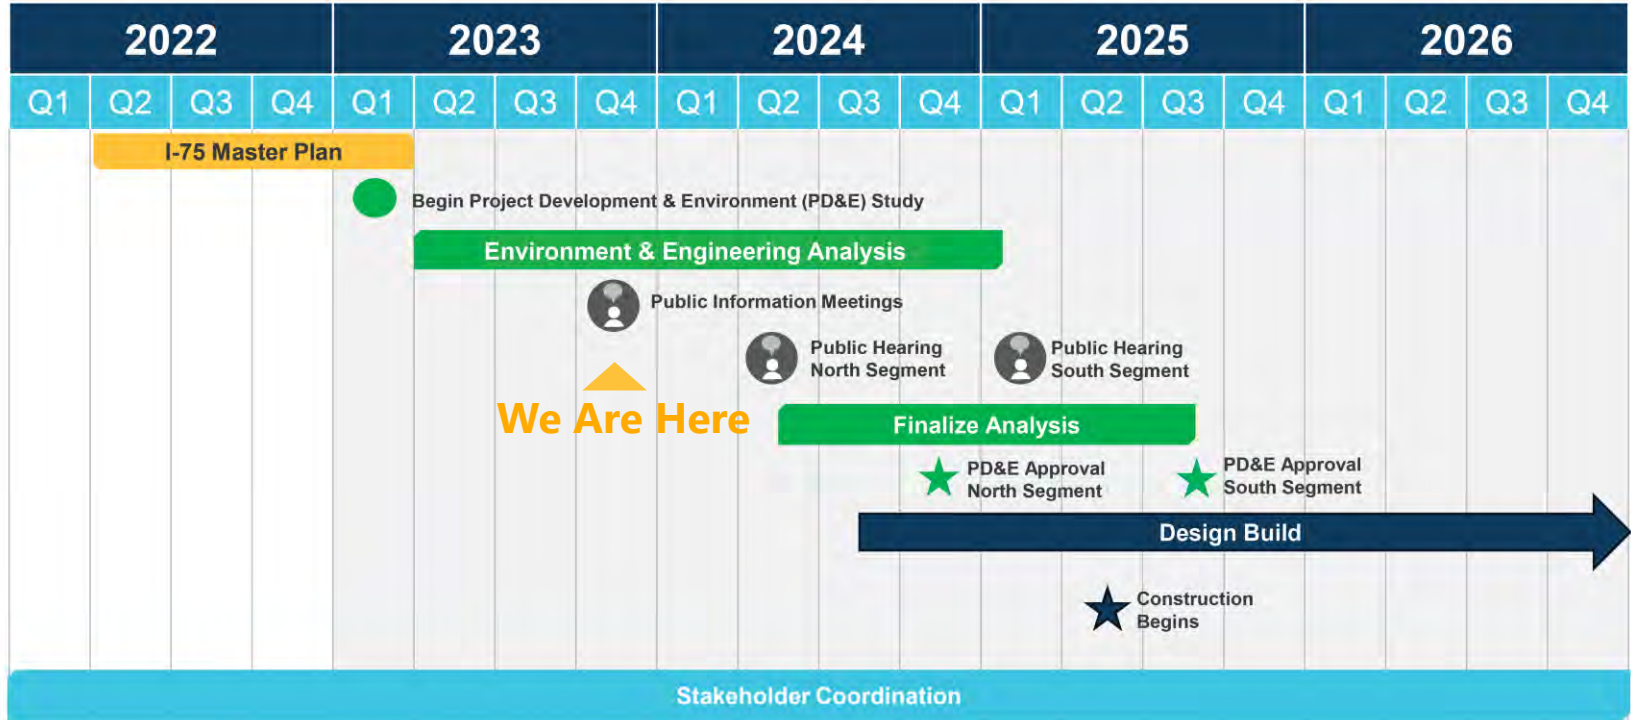 2022 2023 2024 2025 2026
Q1 Q2 Q3 Q4 Q1 Q2 Q3 Q4 Q1 Q2 Q3 Q4 Q1 Q2 Q3 Q4 Q1 Q2 Q3 Q4
I-75 Master Plan
Begin Project Development & Environment (PD&E) Study
Environment & Engineering Analysis
Public Information Meetings
Public Hearing
North Segment
Public Hearing
South Segment
We Are Here
Finalize Analysis
PD&E Approval
North Segment
PD&E Approval
South Segment
Design Build
Construction
Begins
Stakeholder Coordination